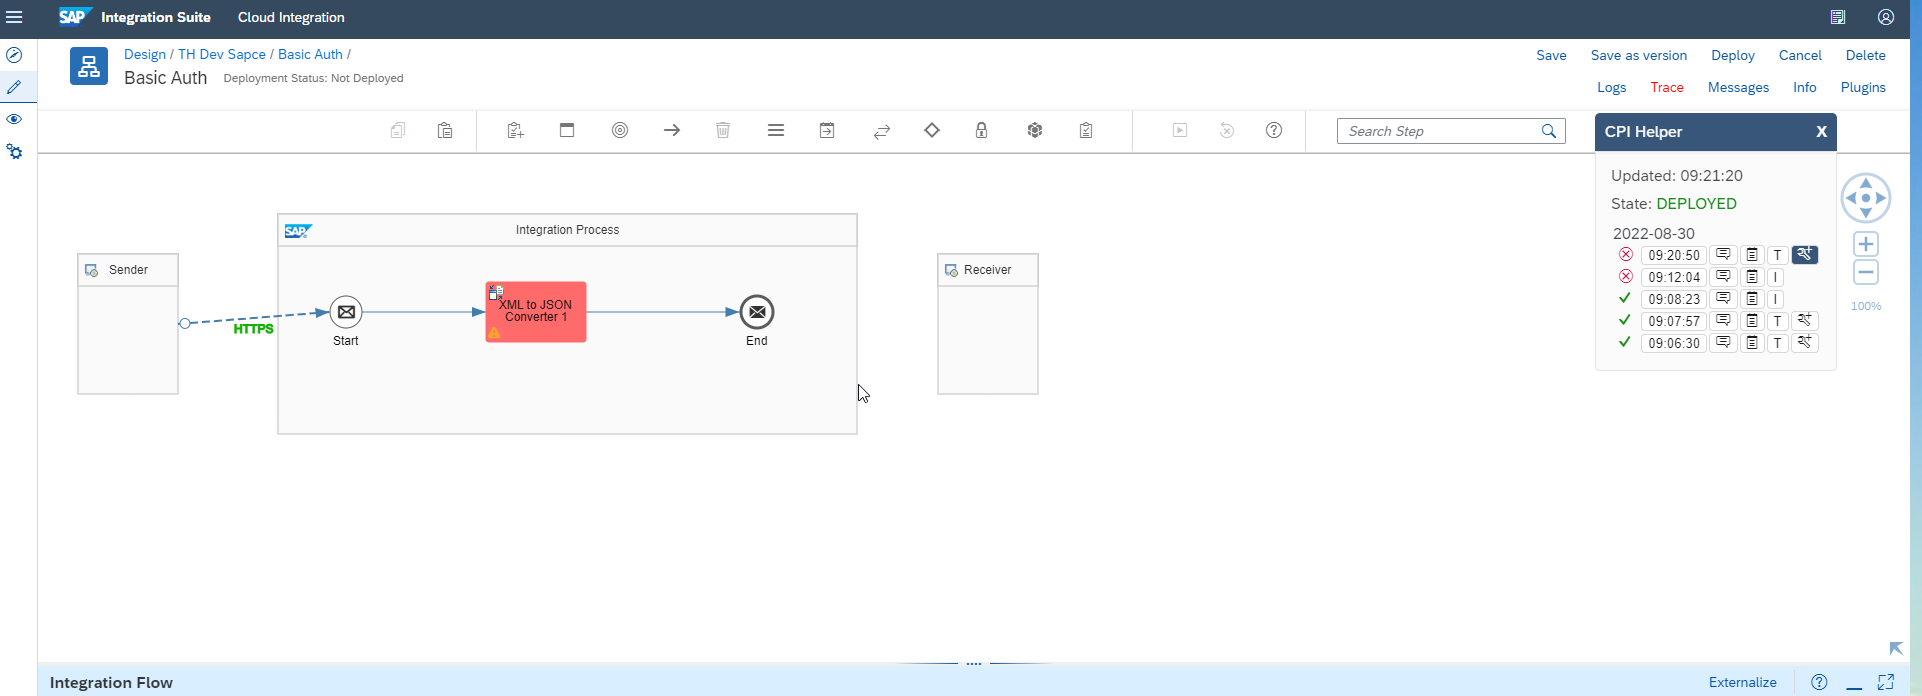 SAP Integration Suite Cloud Integration
Design / TH Dev Sapce / Basic Auth /
Basic Auth Deployment Status: Not Deployed
Save Save as version Deploy Cancel Delete
Logs Trace Messages Info Plugins
Search Step
CPI Helper X
Updated: 09:21:20
State: DEPLOYED
2022-08-30
09:20:50 T
09:12:04 I
09:08:23 I
09:07:57 T
09:06:30 T
100%
SAP Integration Process
Sender
HTTPS
Start
XML to JSON
Converter 1
End
Receiver
Integration Flow
Externalize